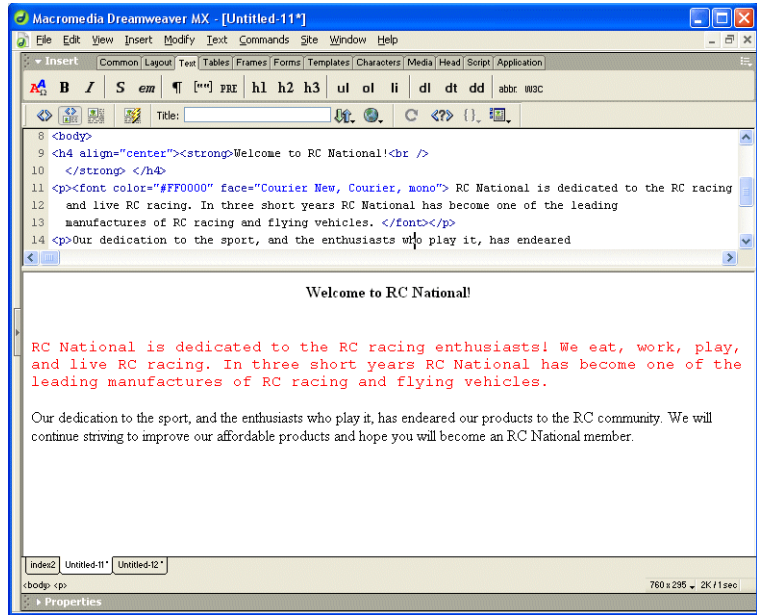 Macromedia Dreamweaver MX - [Untitled-11*]
File Edit View Insert Modify Text Commands Site Window Help
Insert Common Layout Text Tables Frames Forms Templates Characters Media Head Script Application
B I S em ¶ [""] PRE h1 h2 h3 ul ol li dl dt dd abbr. W3C
Title:
8 <body>
9 <h4 align="center"><strong>Welcome to RC National!<br />
10 </strong> </h4>
11 <p><font color="#FF0000" face="Courier New, Courier, mono"> RC National is dedicated to the RC racing
12 and live RC racing. In three short years RC National has become one of the leading
13 manufactures of RC racing and flying vehicles. </font></p>
14 <p>Our dedication to the sport, and the enthusiasts who play it, has endeared
Welcome to RC National!
RC National is dedicated to the RC racing enthusiasts! We eat, work, play,
and live RC racing. In three short years RC National has become one of the
leading manufactures of RC racing and flying vehicles.
Our dedication to the sport, and the enthusiasts who play it, has endeared our products to the RC community. We will
continue striving to improve our affordable products and hope you will become an RC National member.
index2 Untitled-11* Untitled-12*
<body> <p> 760 x 295 2K / 1 sec
Properties